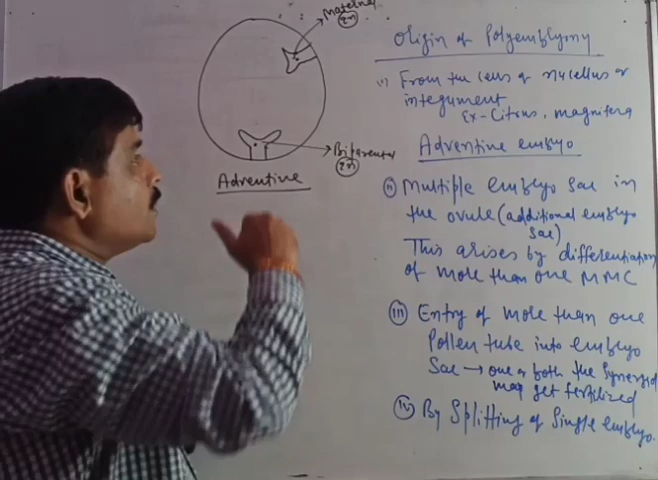 Maternal
2n
Biparental
2n
Adventive
Origin of Polyembryony
(i) From the cells of nucellus or
integument
Ex- Citrus, magnifera
Adventive embryo
(ii) Multiple embryo sac in
the ovule (additional embryo
sac)
This arises by differentiation
of more than one MMC
(iii) Entry of more than one
Pollen tube into embryo
Sac → one or both the Synergid
may get fertilized
(iv) By Splitting of Single embryo.